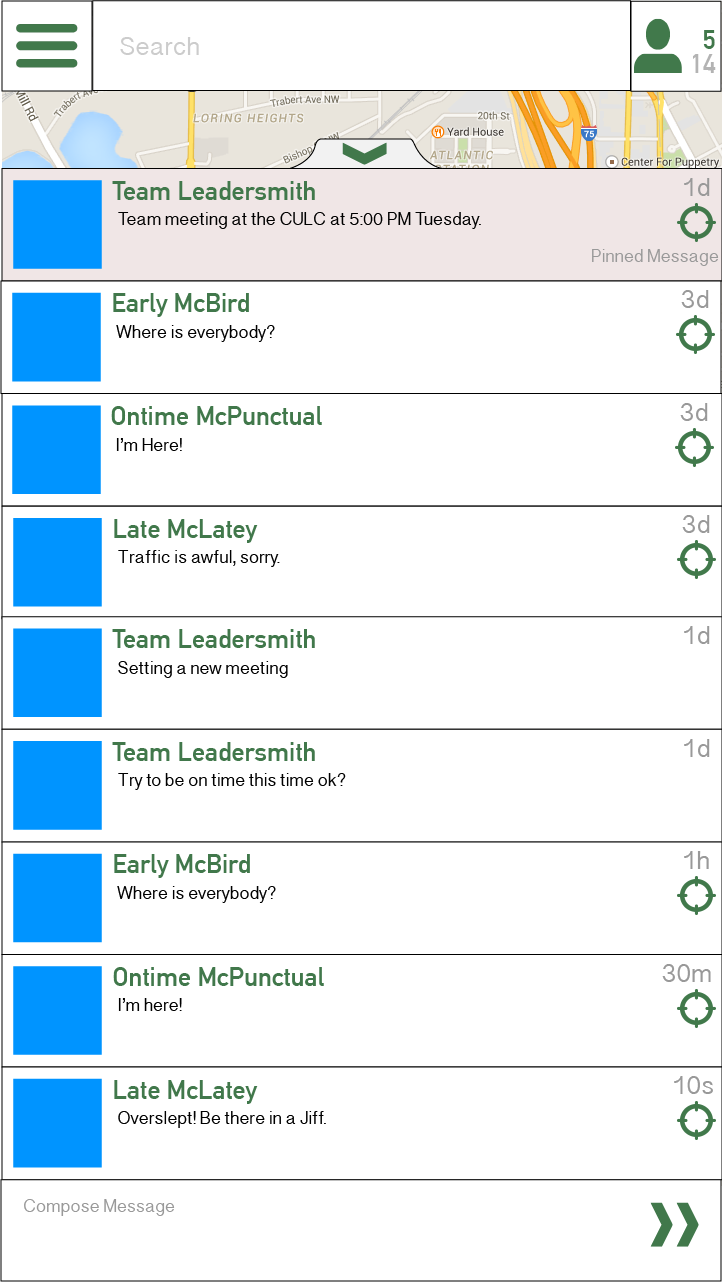 Search
5
14
Mill Rd
Trabert Ave
Trabert Ave NW
LORING HEIGHTS
Bishop
NW
20th St
Yard House
75
ATLANTIC
STATION
Center For Puppetry
Team Leadersmith
1d
Team meeting at the CULC at 5:00 PM Tuesday.
Pinned Message
Early McBird
3d
Where is everybody?
Ontime McPunctual
3d
I'm Here!
Late McLatey
3d
Traffic is awful, sorry.
Team Leadersmith
1d
Setting a new meeting
Team Leadersmith
1d
Try to be on time this time ok?
Early McBird
1h
Where is everybody?
Ontime McPunctual
30m
I'm here!
Late McLatey
10s
Overslept! Be there in a Jiff.
Compose Message